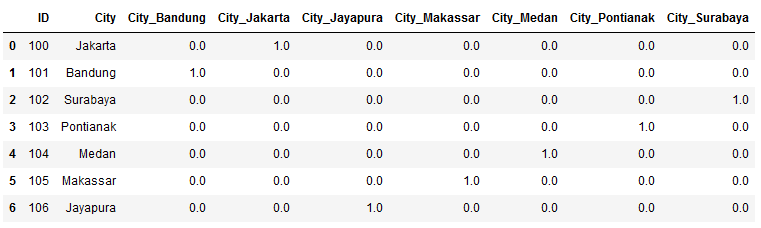 ID City City_Bandung City_Jakarta City_Jayapura City_Makassar City_Medan City_Pontianak City_Surabaya
0 100 Jakarta 0.0 1.0 0.0 0.0 0.0 0.0 0.0
1 101 Bandung 1.0 0.0 0.0 0.0 0.0 0.0 0.0
2 102 Surabaya 0.0 0.0 0.0 0.0 0.0 0.0 1.0
3 103 Pontianak 0.0 0.0 0.0 0.0 0.0 1.0 0.0
4 104 Medan 0.0 0.0 0.0 0.0 1.0 0.0 0.0
5 105 Makassar 0.0 0.0 0.0 1.0 0.0 0.0 0.0
6 106 Jayapura 0.0 0.0 1.0 0.0 0.0 0.0 0.0